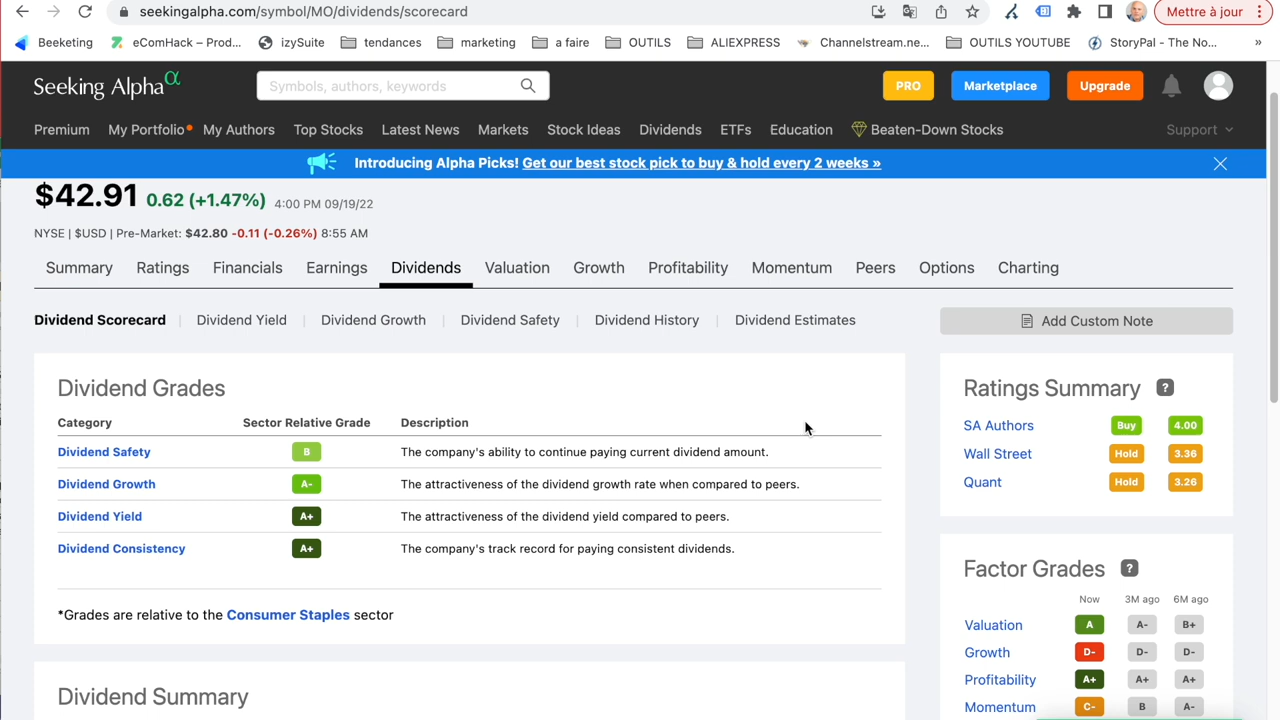 seekingalpha.com/symbol/MO/dividends/scorecard
Mettre à jour
Beeketing
eComHack – Prod...
izySuite
tendances
marketing
a faire
OUTILS
ALIEXPRESS
Channelstream.ne...
OUTILS YOUTUBE
StoryPal - The No...
»
Seeking Alpha α
Symbols, authors, keywords
PRO
Marketplace
Upgrade
Premium
My Portfolio
My Authors
Top Stocks
Latest News
Markets
Stock Ideas
Dividends
ETFs
Education
Beaten-Down Stocks
Support
Introducing Alpha Picks! Get our best stock pick to buy & hold every 2 weeks »
$42.91 0.62 (+1.47%) 4:00 PM 09/19/22
NYSE | $USD | Pre-Market: $42.80 -0.11 (-0.26%) 8:55 AM
Summary
Ratings
Financials
Earnings
Dividends
Valuation
Growth
Profitability
Momentum
Peers
Options
Charting
Dividend Scorecard | Dividend Yield | Dividend Growth | Dividend Safety | Dividend History | Dividend Estimates
Add Custom Note
Dividend Grades
Category Sector Relative Grade Description
Dividend Safety B The company's ability to continue paying current dividend amount.
Dividend Growth A- The attractiveness of the dividend growth rate when compared to peers.
Dividend Yield A+ The attractiveness of the dividend yield compared to peers.
Dividend Consistency A+ The company's track record for paying consistent dividends.
*Grades are relative to the Consumer Staples sector
Dividend Summary
Ratings Summary ?
SA Authors Buy 4.00
Wall Street Hold 3.36
Quant Hold 3.26
Factor Grades ?
Now 3M ago 6M ago
Valuation A A- B+
Growth D- D- D-
Profitability A+ A+ A+
Momentum C- B A-